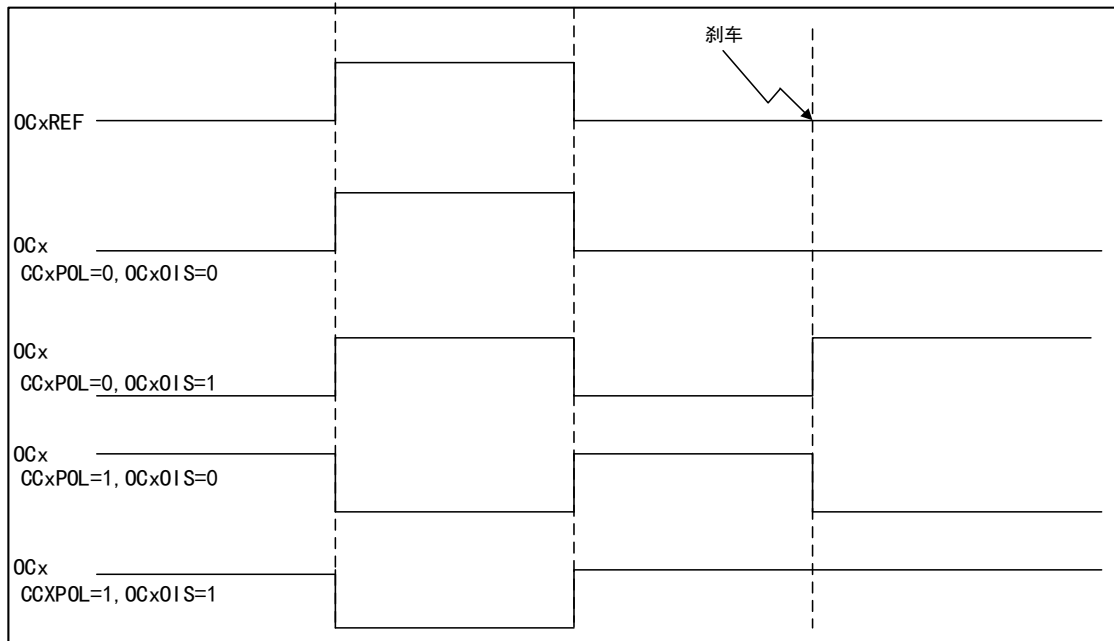 刹车
OCxREF
OCx
CCxPOL=0, OCxOIS=0
OCx
CCxPOL=0, OCxOIS=1
OCx
CCxPOL=1, OCxOIS=0
OCx
CCXPOL=1, OCxOIS=1